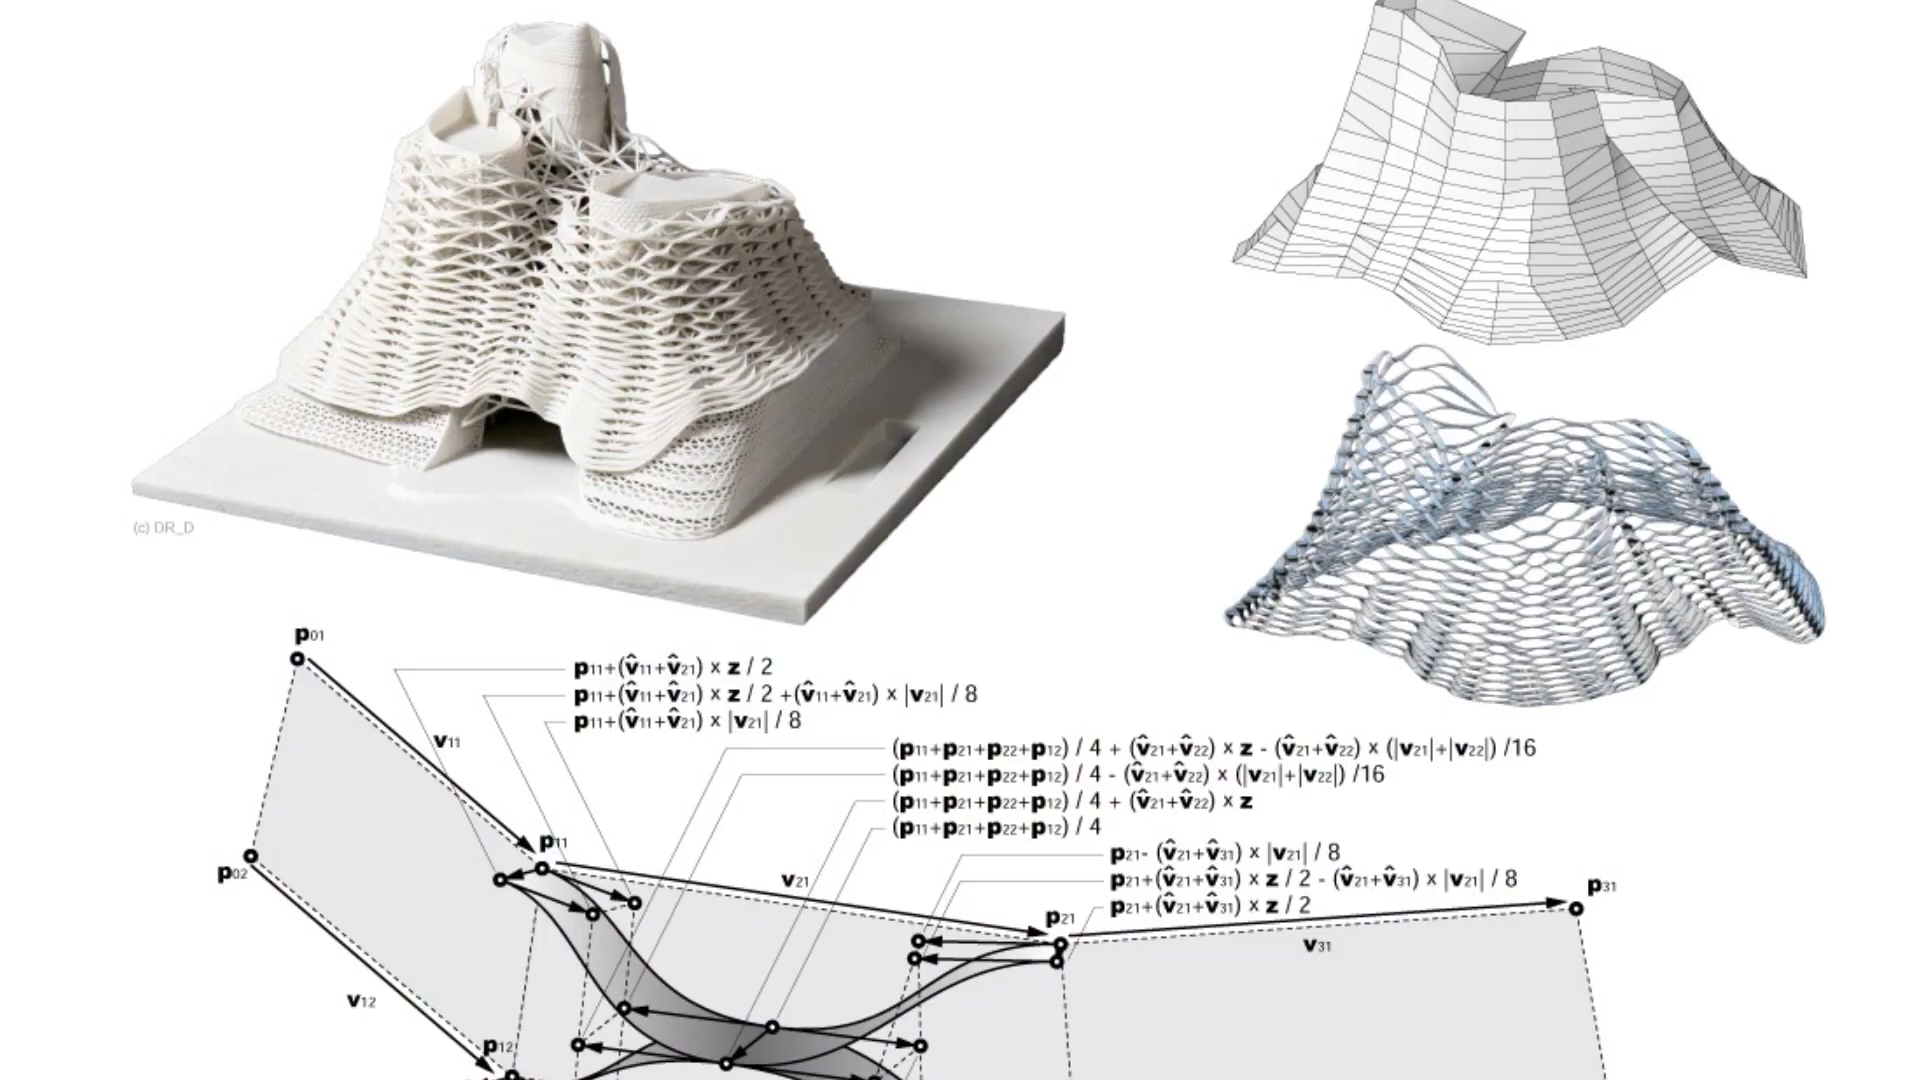 (c) DR_D
p01
p11+(v̂11+v̂21) × z / 2
p11+(v̂11+v̂21) × z / 2 +(v̂11+v̂21) × |v21| / 8
p11+(v̂11+v̂21) × |v21| / 8
v11
(p11+p21+p22+p12) / 4 + (v̂21+v̂22) × z - (v̂21+v̂22) × (|v21|+|v22|) /16
(p11+p21+p22+p12) / 4 - (v̂21+v̂22) × (|v21|+|v22|) /16
(p11+p21+p22+p12) / 4 + (v̂21+v̂22) × z
(p11+p21+p22+p12) / 4
p11
p21- (v̂21+v̂31) × |v21| / 8
p21+(v̂21+v̂31) × z / 2 - (v̂21+v̂31) × |v21| / 8
p21+(v̂21+v̂31) × z / 2
p02
v21
p31
p21
v31
v12
p12